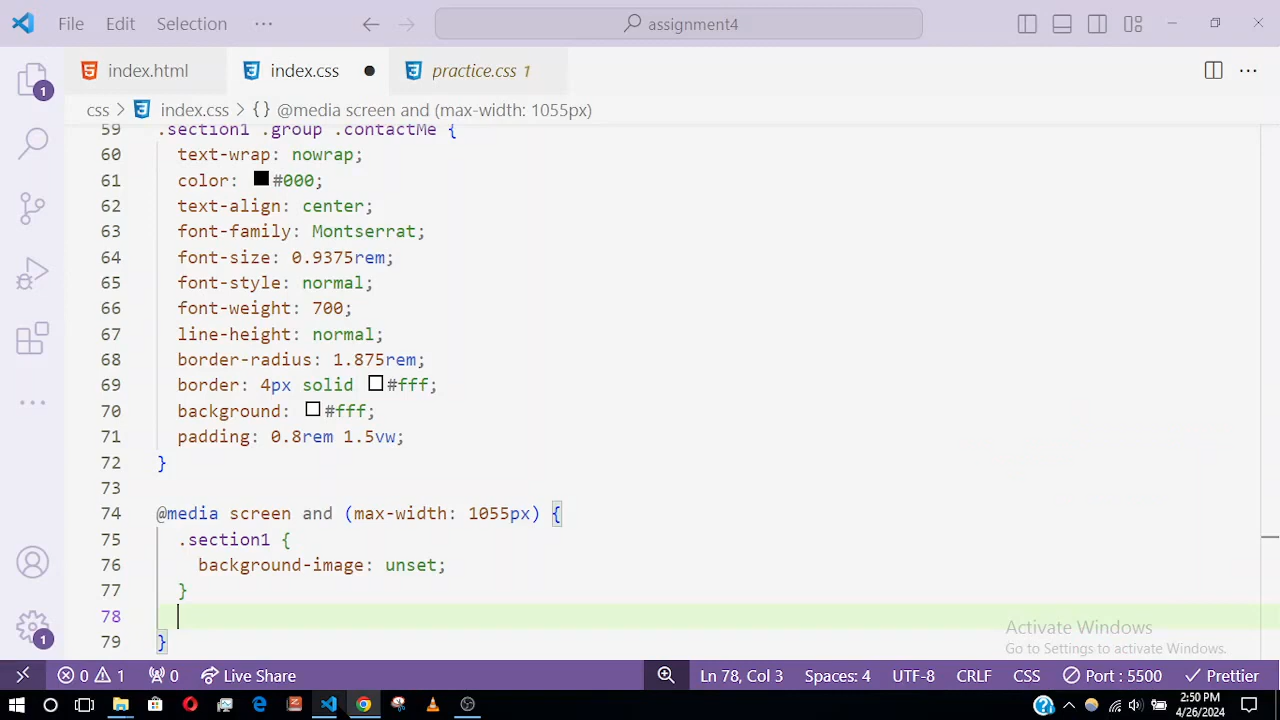 File Edit Selection ··· assignment4
index.html index.css practice.css 1
css > index.css > {} @media screen and (max-width: 1055px)
59 .section1 .group .contactMe {
60 text-wrap: nowrap;
61 color: #000;
62 text-align: center;
63 font-family: Montserrat;
64 font-size: 0.9375rem;
65 font-style: normal;
66 font-weight: 700;
67 line-height: normal;
68 border-radius: 1.875rem;
69 border: 4px solid #fff;
70 background: #fff;
71 padding: 0.8rem 1.5vw;
72 }
73
74 @media screen and (max-width: 1055px) {
75 .section1 {
76 background-image: unset;
77 }
78
79 }
1
1
Activate Windows
Go to Settings to activate Windows.
0 1 0 Live Share Ln 78, Col 3 Spaces: 4 UTF-8 CRLF CSS Port : 5500 Prettier
2:50 PM
4/26/2024